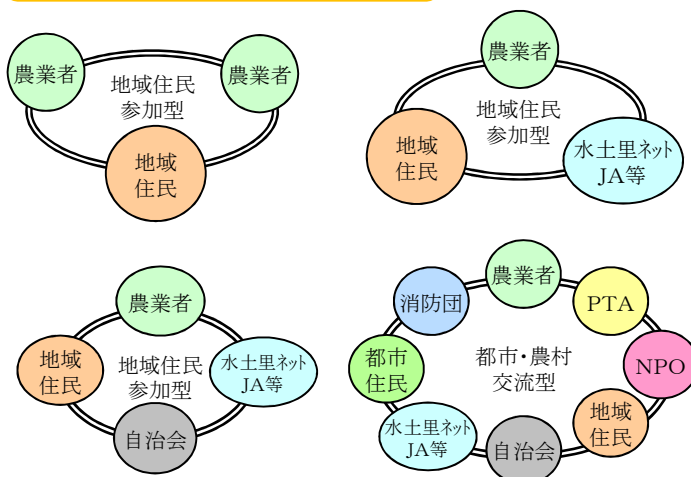 農業者
農業者
地域住民
参加型
地域
住民
農業者
地域住民
参加型
地域
住民
水土里ネット
JA等
農業者
地域
住民
地域住民
参加型
水土里ネット
JA等
自治会
農業者
消防団
PTA
都市
住民
都市・農村
交流型
NPO
地域
住民
水土里ネット
JA等
自治会